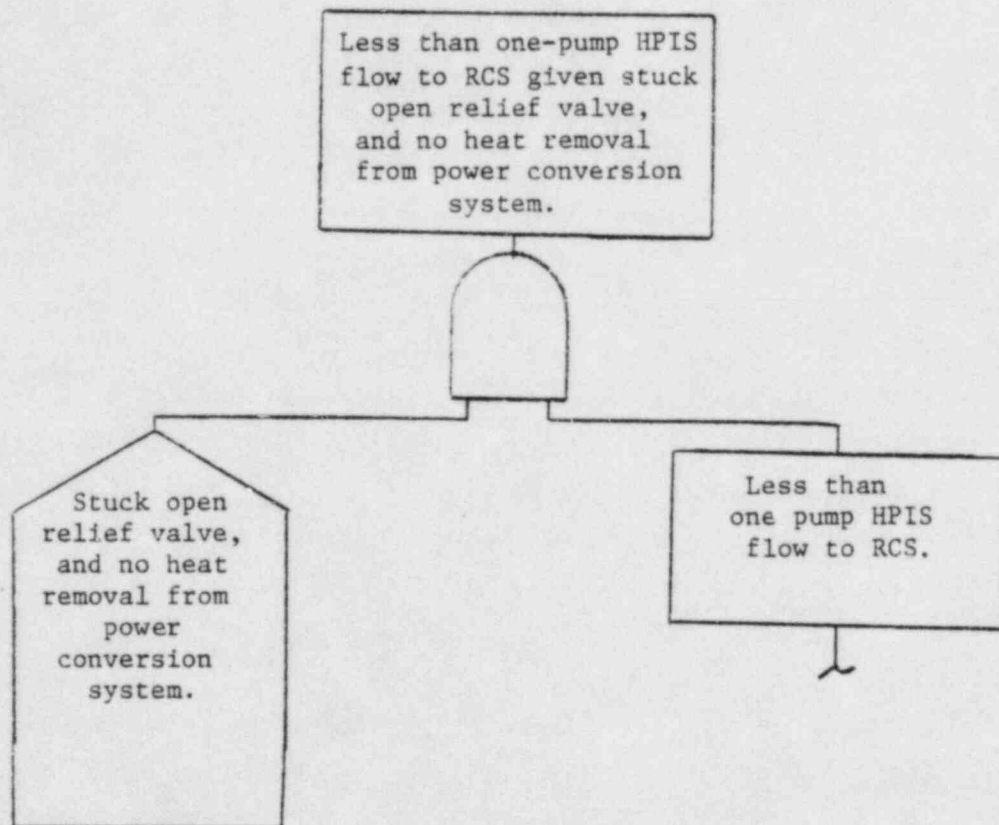 Less than one-pump HPIS
flow to RCS given stuck
open relief valve,
and no heat removal
from power conversion
system.
Stuck open
relief valve,
and no heat
removal from
power
conversion
system.
Less than
one pump HPIS
flow to RCS.